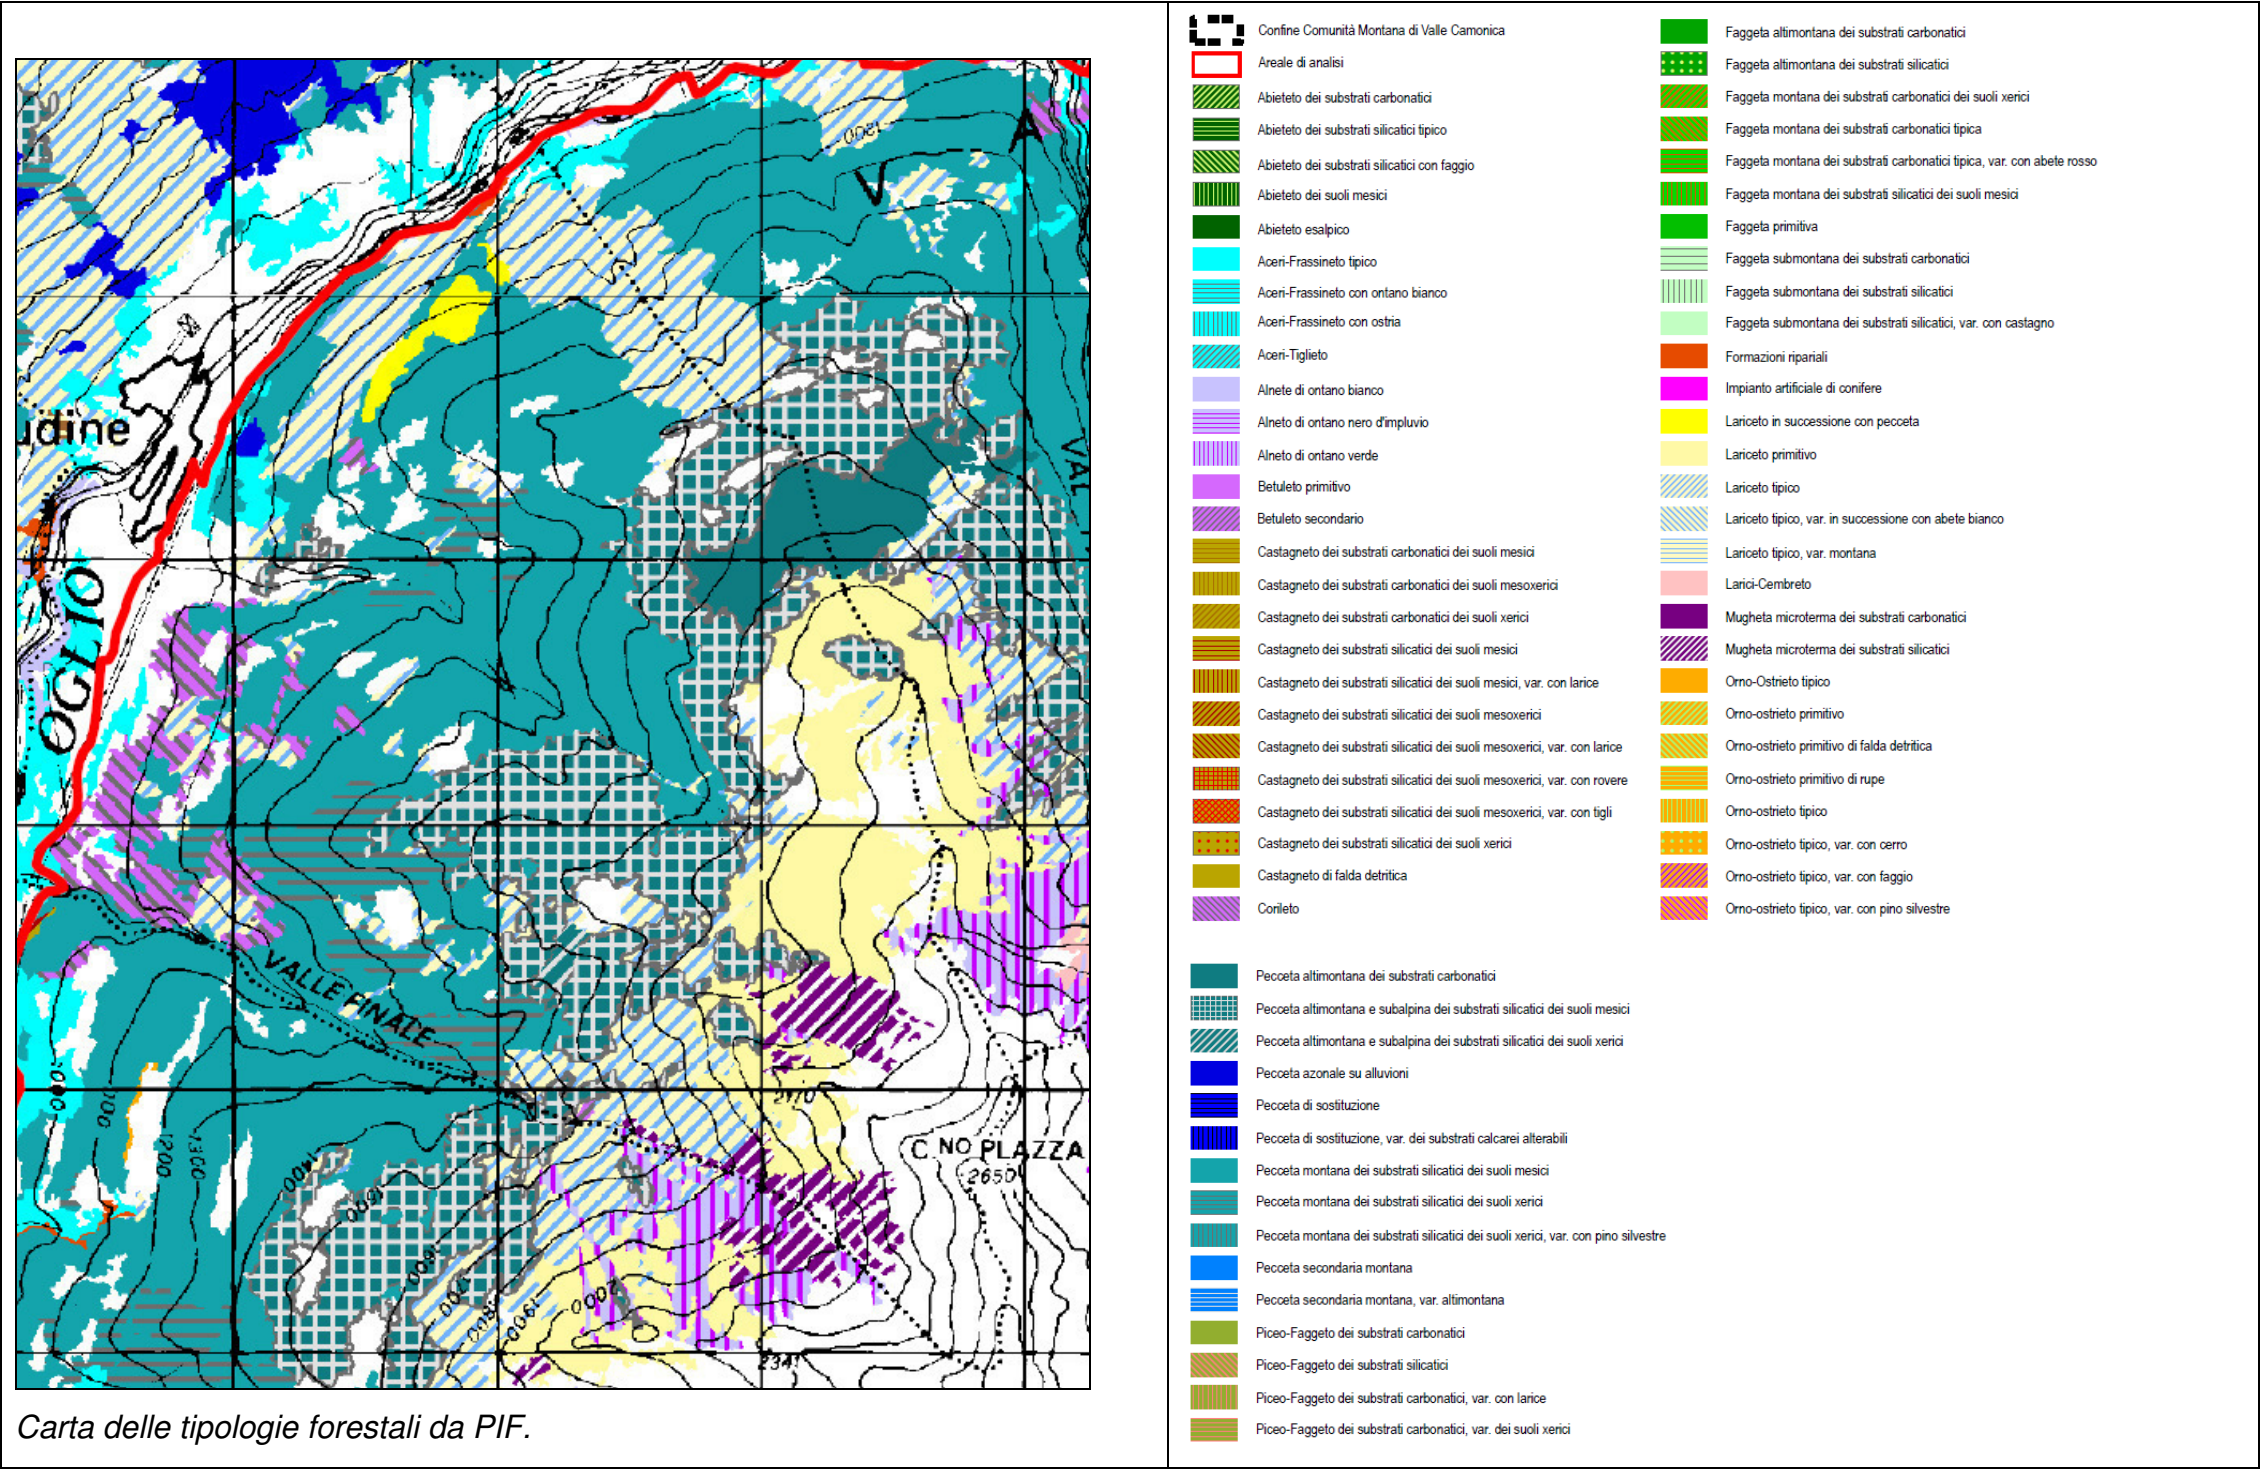 udine
OGLIO
V
A
VAL
1200
N
V
VALLE FINALE
1000
1200
1300
1400
1600
1700
1900
2000
2170
C.NO PLAZZA
2650
2341
Carta delle tipologie forestali da PIF.
Confine Comunità Montana di Valle Camonica
Areale di analisi
Abieteto dei substrati carbonatici
Abieteto dei substrati silicatici tipico
Abieteto dei substrati silicatici con faggio
Abieteto dei suoli mesici
Abieteto esalpico
Aceri-Frassineto tipico
Aceri-Frassineto con ontano bianco
Aceri-Frassineto con ostria
Aceri-Tiglieto
Alnete di ontano bianco
Alneto di ontano nero d'impluvio
Alneto di ontano verde
Betuleto primitivo
Betuleto secondario
Castagneto dei substrati carbonatici dei suoli mesici
Castagneto dei substrati carbonatici dei suoli mesoxerici
Castagneto dei substrati carbonatici dei suoli xerici
Castagneto dei substrati silicatici dei suoli mesici
Castagneto dei substrati silicatici dei suoli mesici, var. con larice
Castagneto dei substrati silicatici dei suoli mesoxerici
Castagneto dei substrati silicatici dei suoli mesoxerici, var. con larice
Castagneto dei substrati silicatici dei suoli mesoxerici, var. con rovere
Castagneto dei substrati silicatici dei suoli mesoxerici, var. con tigli
Castagneto dei substrati silicatici dei suoli xerici
Castagneto di falda detritica
Corileto
Faggeta altimontana dei substrati carbonatici
Faggeta altimontana dei substrati silicatici
Faggeta montana dei substrati carbonatici dei suoli xerici
Faggeta montana dei substrati carbonatici tipica
Faggeta montana dei substrati carbonatici tipica, var. con abete rosso
Faggeta montana dei substrati silicatici dei suoli mesici
Faggeta primitiva
Faggeta submontana dei substrati carbonatici
Faggeta submontana dei substrati silicatici
Faggeta submontana dei substrati silicatici, var. con castagno
Formazioni ripariali
Impianto artificiale di conifere
Lariceto in successione con pecceta
Lariceto primitivo
Lariceto tipico
Lariceto tipico, var. in successione con abete bianco
Lariceto tipico, var. montana
Larici-Cembreto
Mugheta microterma dei substrati carbonatici
Mugheta microterma dei substrati silicatici
Orno-Ostrieto tipico
Orno-ostrieto primitivo
Orno-ostrieto primitivo di falda detritica
Orno-ostrieto primitivo di rupe
Orno-ostrieto tipico
Orno-ostrieto tipico, var. con cerro
Orno-ostrieto tipico, var. con faggio
Orno-ostrieto tipico, var. con pino silvestre
Pecceta altimontana dei substrati carbonatici
Pecceta altimontana e subalpina dei substrati silicatici dei suoli mesici
Pecceta altimontana e subalpina dei substrati silicatici dei suoli xerici
Pecceta azonale su alluvioni
Pecceta di sostituzione
Pecceta di sostituzione, var. dei substrati calcarei alterabili
Pecceta montana dei substrati silicatici dei suoli mesici
Pecceta montana dei substrati silicatici dei suoli xerici
Pecceta montana dei substrati silicatici dei suoli xerici, var. con pino silvestre
Pecceta secondaria montana
Pecceta secondaria montana, var. altimontana
Piceo-Faggeto dei substrati carbonatici
Piceo-Faggeto dei substrati silicatici
Piceo-Faggeto dei substrati carbonatici, var. con larice
Piceo-Faggeto dei substrati carbonatici, var. dei suoli xerici